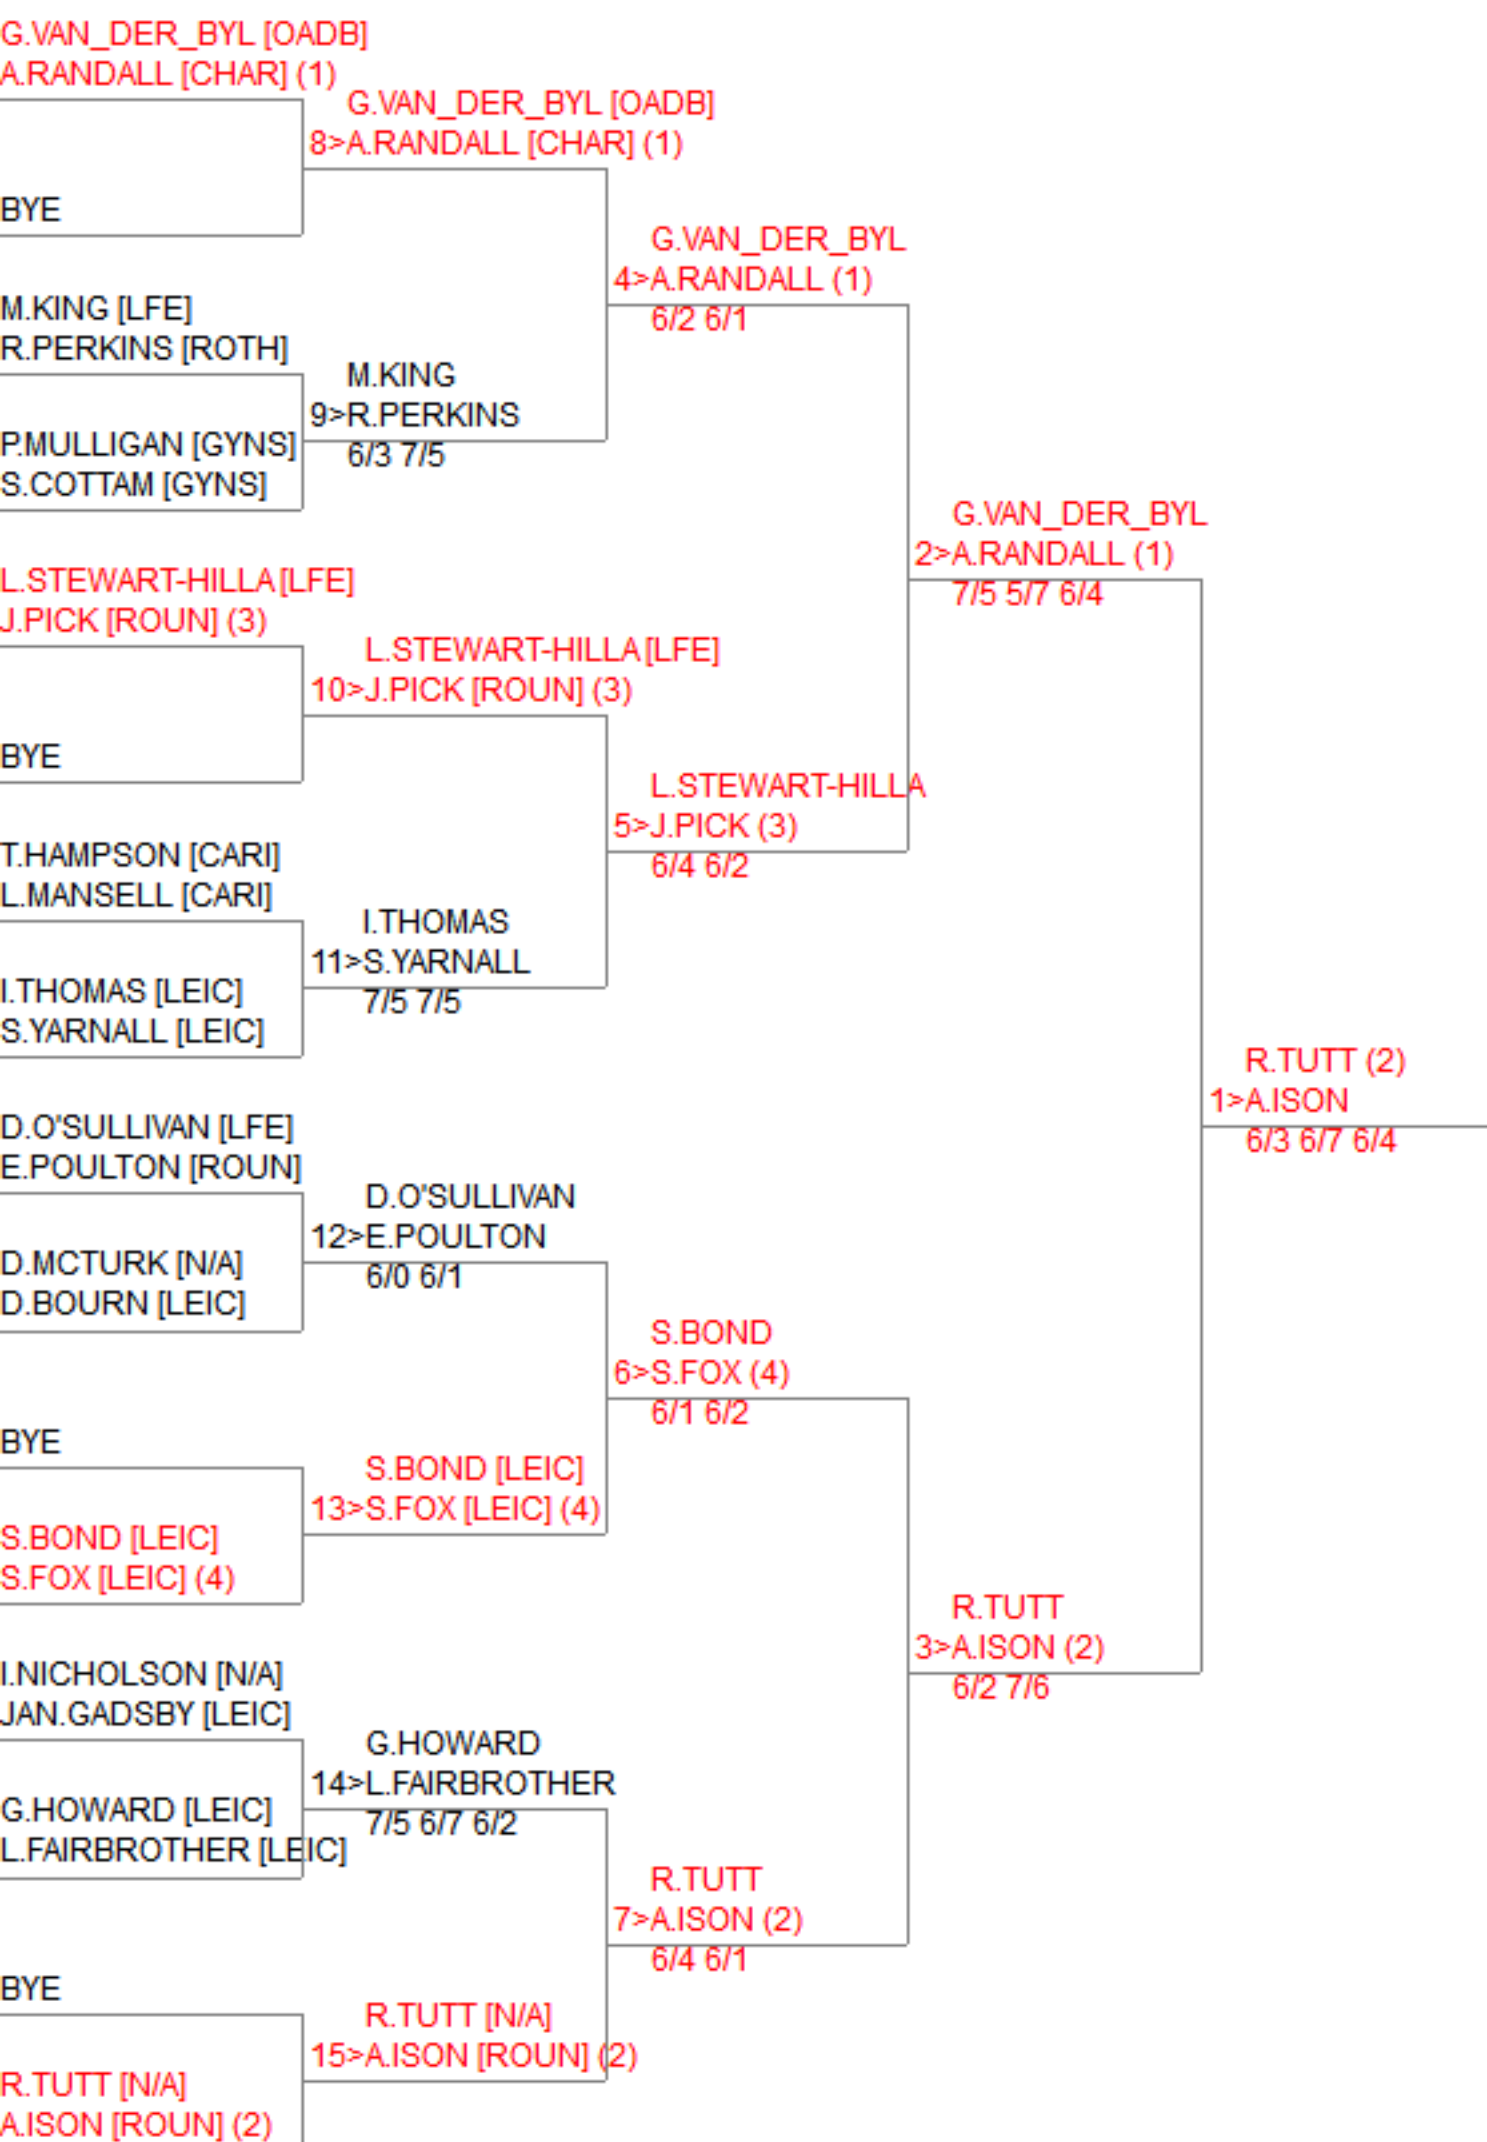 G.VAN_DER_BYL [OADB]
A.RANDALL [CHAR] (1)
BYE
M.KING [LFE]
R.PERKINS [ROTH]
P.MULLIGAN [GYNS]
S.COTTAM [GYNS]
L.STEWART-HILLA [LFE]
J.PICK [ROUN] (3)
BYE
T.HAMPSON [CARI]
L.MANSELL [CARI]
I.THOMAS [LEIC]
S.YARNALL [LEIC]
D.O'SULLIVAN [LFE]
E.POULTON [ROUN]
D.MCTURK [N/A]
D.BOURN [LEIC]
BYE
S.BOND [LEIC]
S.FOX [LEIC] (4)
I.NICHOLSON [N/A]
JAN.GADSBY [LEIC]
G.HOWARD [LEIC]
L.FAIRBROTHER [LEIC]
BYE
R.TUTT [N/A]
A.ISON [ROUN] (2)
G.VAN_DER_BYL [OADB]
8>A.RANDALL [CHAR] (1)
M.KING
9>R.PERKINS
6/3 7/5
L.STEWART-HILLA [LFE]
10>J.PICK [ROUN] (3)
I.THOMAS
11>S.YARNALL
7/5 7/5
D.O'SULLIVAN
12>E.POULTON
6/0 6/1
S.BOND [LEIC]
13>S.FOX [LEIC] (4)
G.HOWARD
14>L.FAIRBROTHER
7/5 6/7 6/2
R.TUTT [N/A]
15>A.ISON [ROUN] (2)
G.VAN_DER_BYL
4>A.RANDALL (1)
6/2 6/1
L.STEWART-HILLA
5>J.PICK (3)
6/4 6/2
S.BOND
6>S.FOX (4)
6/1 6/2
R.TUTT
7>A.ISON (2)
6/4 6/1
G.VAN_DER_BYL
2>A.RANDALL (1)
7/5 5/7 6/4
R.TUTT
3>A.ISON (2)
6/2 7/6
R.TUTT (2)
1>A.ISON
6/3 6/7 6/4